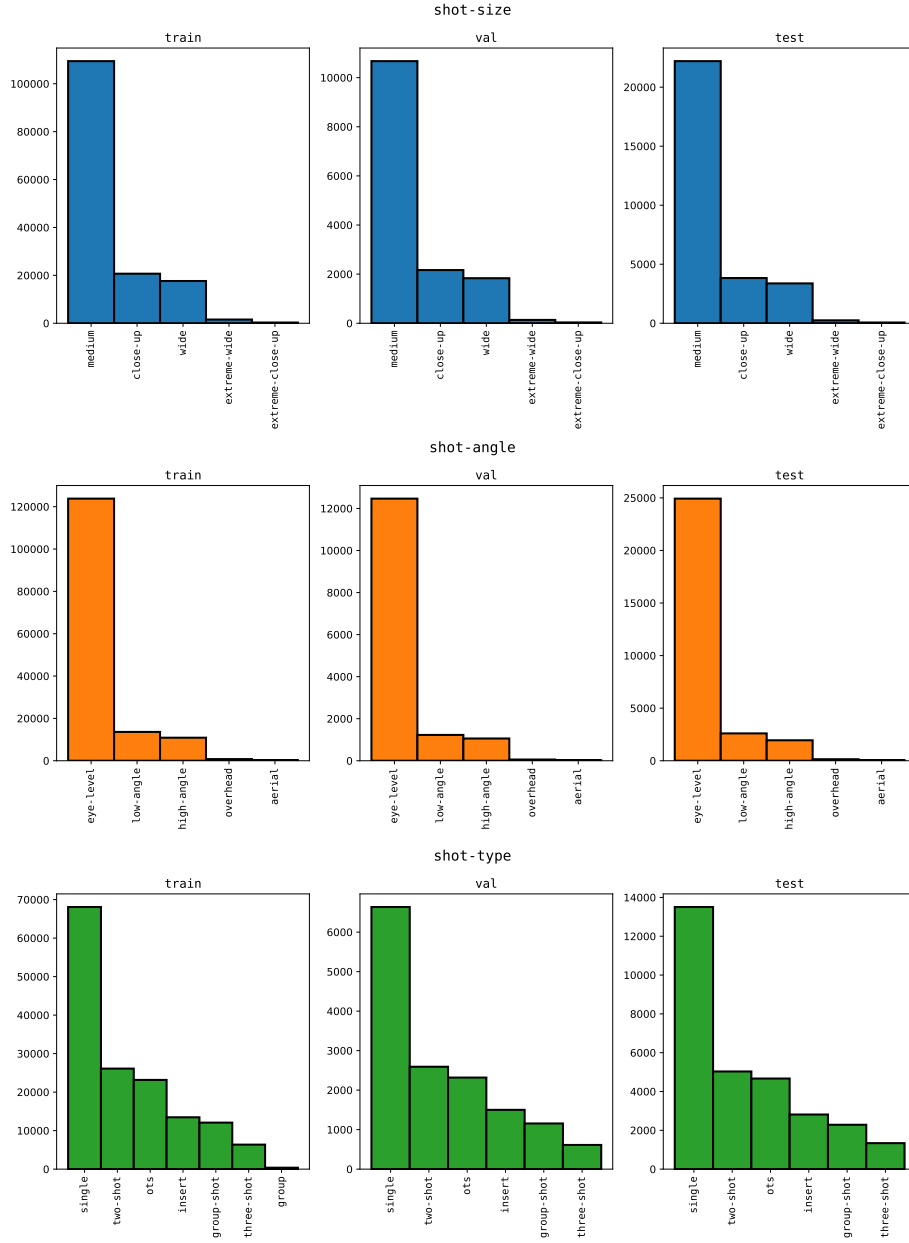 shot-size
train
val
test
100000
80000
60000
40000
20000
0
medium
close-up
wide
extreme-wide
extreme-close-up
10000
8000
6000
4000
2000
0
medium
close-up
wide
extreme-wide
extreme-close-up
20000
15000
10000
5000
0
medium
close-up
wide
extreme-wide
extreme-close-up
shot-angle
train
val
test
120000
100000
80000
60000
40000
20000
0
eye-level
low-angle
high-angle
overhead
aerial
12000
10000
8000
6000
4000
2000
0
eye-level
low-angle
high-angle
overhead
aerial
25000
20000
15000
10000
5000
0
eye-level
low-angle
high-angle
overhead
aerial
shot-type
train
val
test
70000
60000
50000
40000
30000
20000
10000
0
single
two-shot
ots
insert
group-shot
three-shot
group
6000
5000
4000
3000
2000
1000
0
single
two-shot
ots
insert
group-shot
three-shot
14000
12000
10000
8000
6000
4000
2000
0
single
two-shot
ots
insert
group-shot
three-shot